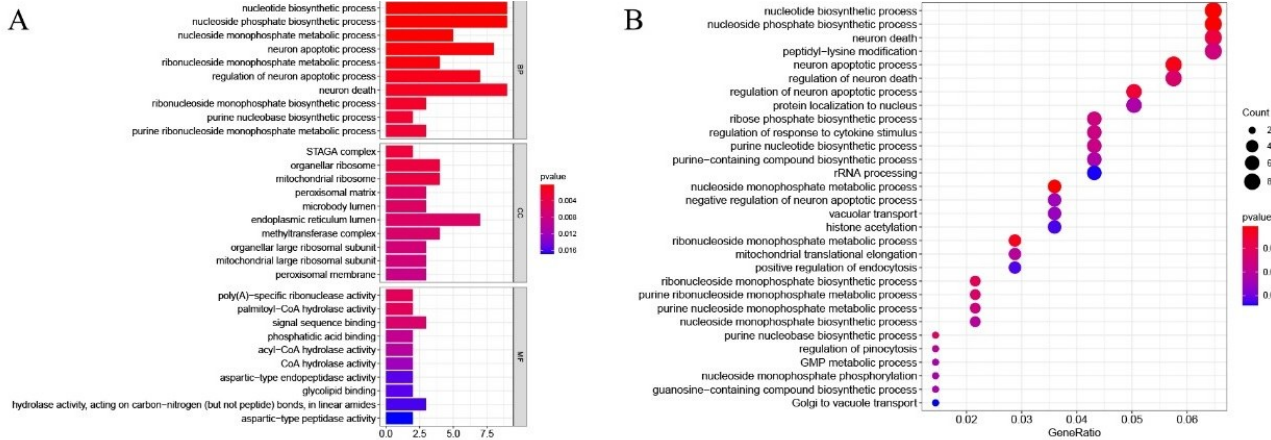 A
nucleotide biosynthetic process
nucleoside phosphate biosynthetic process
nucleoside monophosphate metabolic process
neuron apoptotic process
ribonucleoside monophosphate metabolic process
regulation of neuron apoptotic process
neuron death
ribonucleoside monophosphate biosynthetic process
purine nucleobase biosynthetic process
purine ribonucleoside monophosphate metabolic process
BP
STAGA complex
organellar ribosome
mitochondrial ribosome
peroxisomal matrix
microbody lumen
endoplasmic reticulum lumen
methyltransferase complex
organellar large ribosomal subunit
mitochondrial large ribosomal subunit
peroxisomal membrane
CC
poly(A)−specific ribonuclease activity
palmitoyl−CoA hydrolase activity
signal sequence binding
phosphatidic acid binding
acyl−CoA hydrolase activity
CoA hydrolase activity
aspartic−type endopeptidase activity
glycolipid binding
hydrolase activity, acting on carbon−nitrogen (but not peptide) bonds, in linear amides
aspartic−type peptidase activity
MF
0.0 2.5 5.0 7.5
pvalue
0.004
0.008
0.012
0.016
B
nucleotide biosynthetic process
nucleoside phosphate biosynthetic process
neuron death
peptidyl−lysine modification
neuron apoptotic process
regulation of neuron death
regulation of neuron apoptotic process
protein localization to nucleus
ribose phosphate biosynthetic process
regulation of response to cytokine stimulus
purine nucleotide biosynthetic process
purine−containing compound biosynthetic process
rRNA processing
nucleoside monophosphate metabolic process
negative regulation of neuron apoptotic process
vacuolar transport
histone acetylation
ribonucleoside monophosphate metabolic process
mitochondrial translational elongation
positive regulation of endocytosis
ribonucleoside monophosphate biosynthetic process
purine ribonucleoside monophosphate metabolic process
purine nucleoside monophosphate metabolic process
nucleoside monophosphate biosynthetic process
purine nucleobase biosynthetic process
regulation of pinocytosis
GMP metabolic process
nucleoside monophosphate phosphorylation
guanosine−containing compound biosynthetic process
Golgi to vacuole transport
0.02 0.03 0.04 0.05 0.06
GeneRatio
Count
2
4
6
8
pvalue